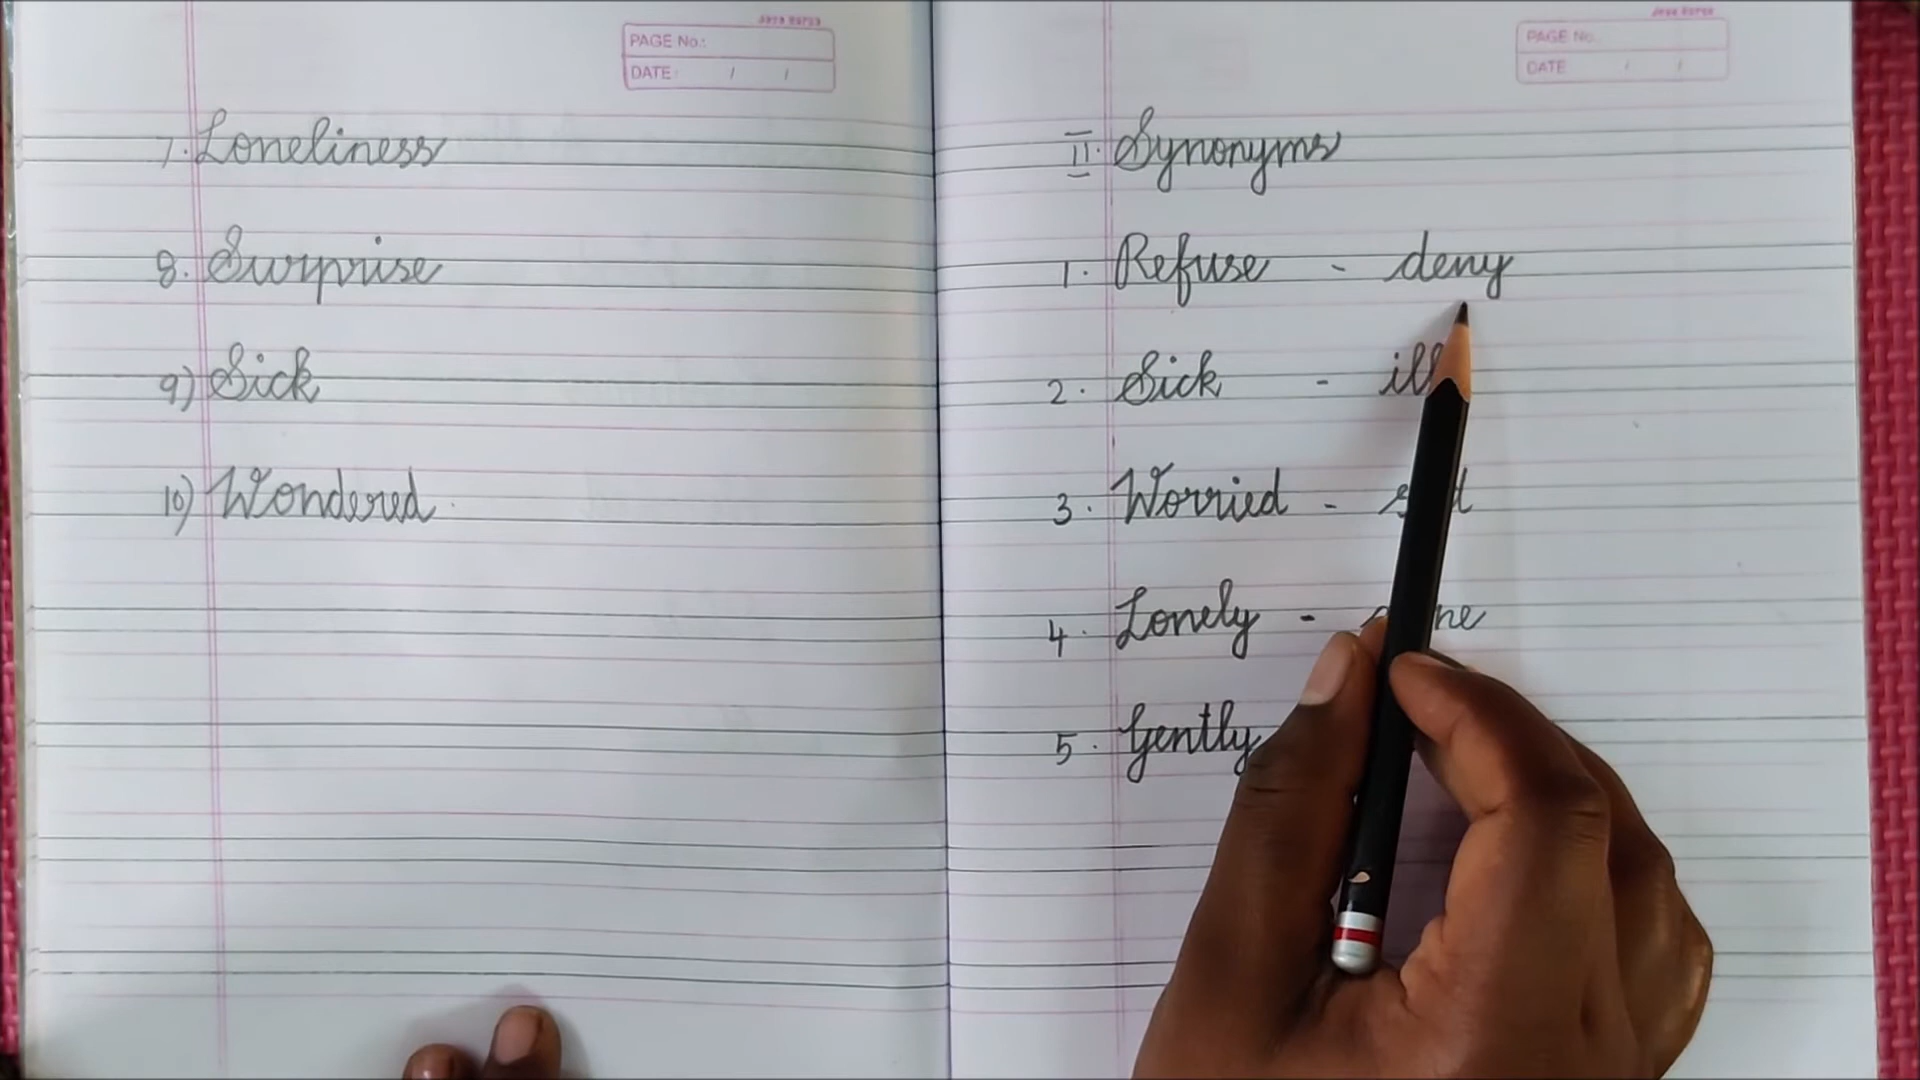 PAGE No.:
DATE: / /
7. Loneliness
8. Surprise
9) Sick
10) Wondered.
PAGE No.
DATE / /
II. Synonyms
1. Refuse - deny
2. Sick - ill
3. Worried -
4. Lonely -
5. Gently